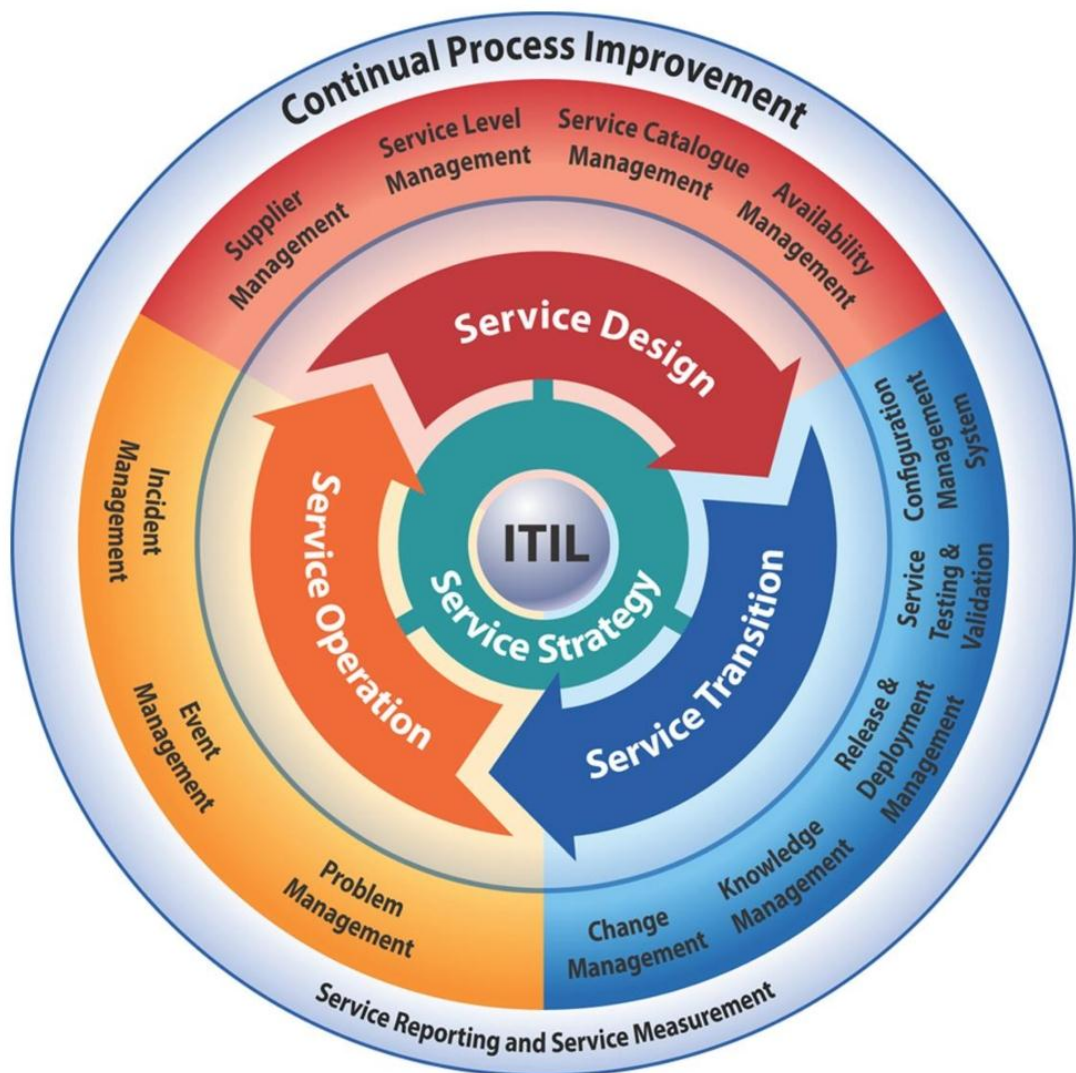 Continual Process Improvement
Supplier
Management
Service Level
Management
Service Catalogue
Management
Availability
Management
Service Design
Configuration
Management
System
Service
Testing &
Validation
Release &
Deployment
Management
Knowledge
Management
Change
Management
Service Transition
Incident
Management
Event
Management
Problem
Management
Service Operation
ITIL
Service Strategy
Service Reporting and Service Measurement